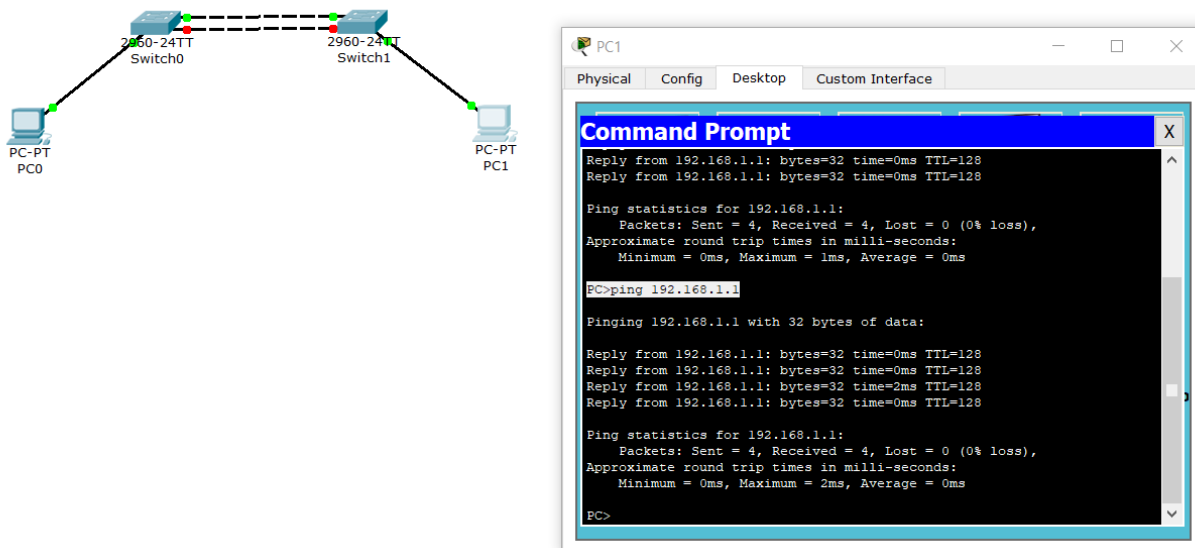 2960-24TT
Switch0
2960-24TT
Switch1
PC-PT
PC0
PC-PT
PC1
PC1
Physical Config Desktop Custom Interface
Command Prompt X
Reply from 192.168.1.1: bytes=32 time=0ms TTL=128
Reply from 192.168.1.1: bytes=32 time=0ms TTL=128
Ping statistics for 192.168.1.1:
Packets: Sent = 4, Received = 4, Lost = 0 (0% loss),
Approximate round trip times in milli-seconds:
Minimum = 0ms, Maximum = 1ms, Average = 0ms
PC>ping 192.168.1.1
Pinging 192.168.1.1 with 32 bytes of data:
Reply from 192.168.1.1: bytes=32 time=0ms TTL=128
Reply from 192.168.1.1: bytes=32 time=0ms TTL=128
Reply from 192.168.1.1: bytes=32 time=2ms TTL=128
Reply from 192.168.1.1: bytes=32 time=0ms TTL=128
Ping statistics for 192.168.1.1:
Packets: Sent = 4, Received = 4, Lost = 0 (0% loss),
Approximate round trip times in milli-seconds:
Minimum = 0ms, Maximum = 2ms, Average = 0ms
PC>